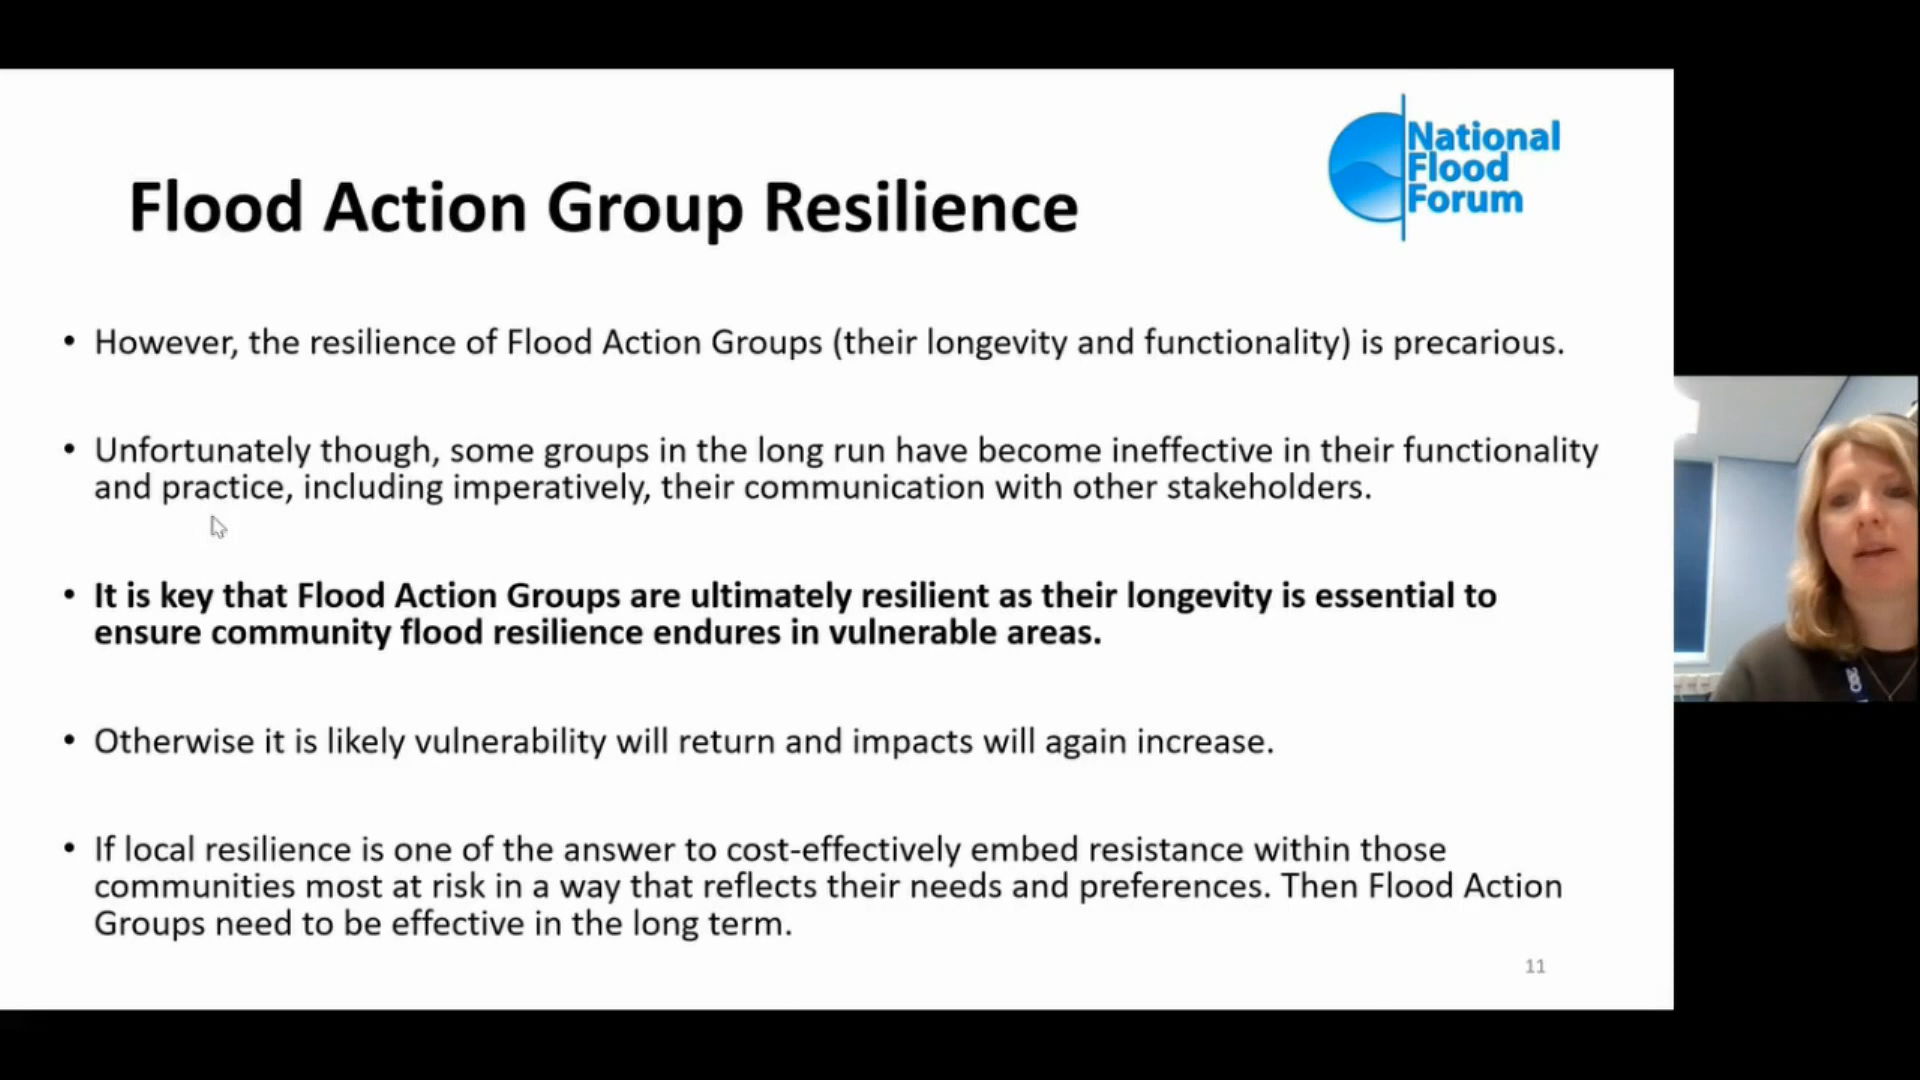 National
Flood
Forum
Flood Action Group Resilience
• However, the resilience of Flood Action Groups (their longevity and functionality) is precarious.
• Unfortunately though, some groups in the long run have become ineffective in their functionality
and practice, including imperatively, their communication with other stakeholders.
• It is key that Flood Action Groups are ultimately resilient as their longevity is essential to
ensure community flood resilience endures in vulnerable areas.
• Otherwise it is likely vulnerability will return and impacts will again increase.
• If local resilience is one of the answer to cost-effectively embed resistance within those
communities most at risk in a way that reflects their needs and preferences. Then Flood Action
Groups need to be effective in the long term.
11